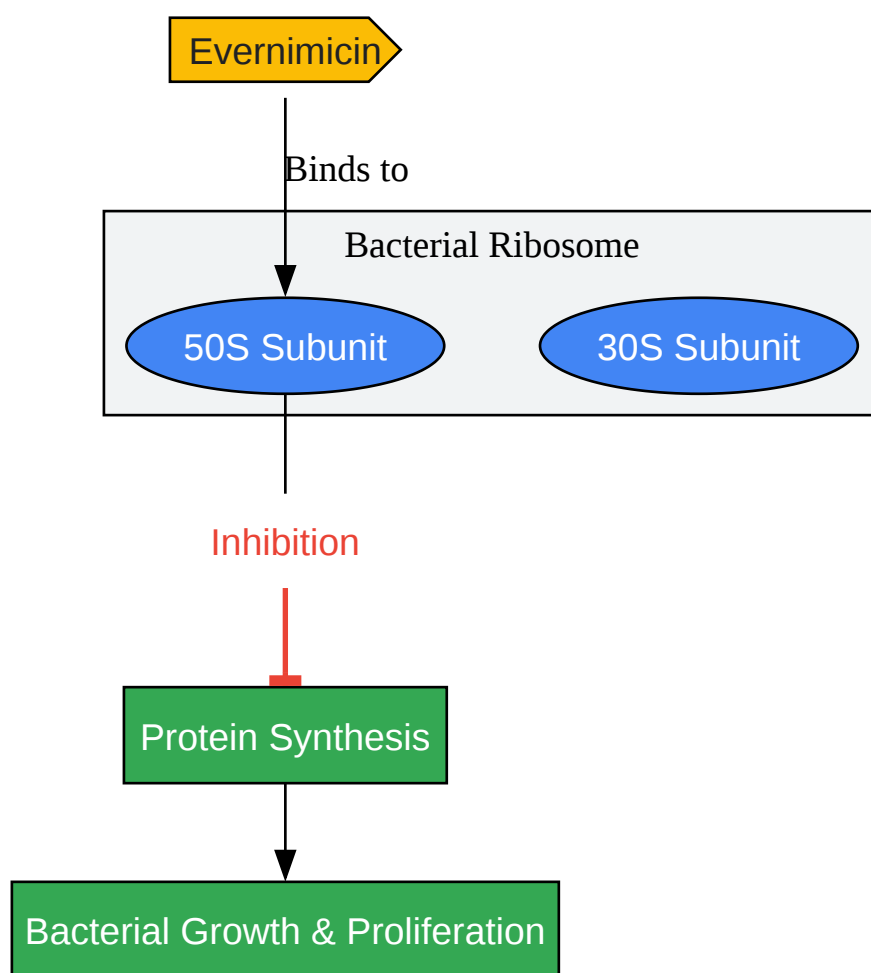 Evernimicin
Binds to
Bacterial Ribosome
50S Subunit
30S Subunit
Inhibition
Protein Synthesis
Bacterial Growth & Proliferation